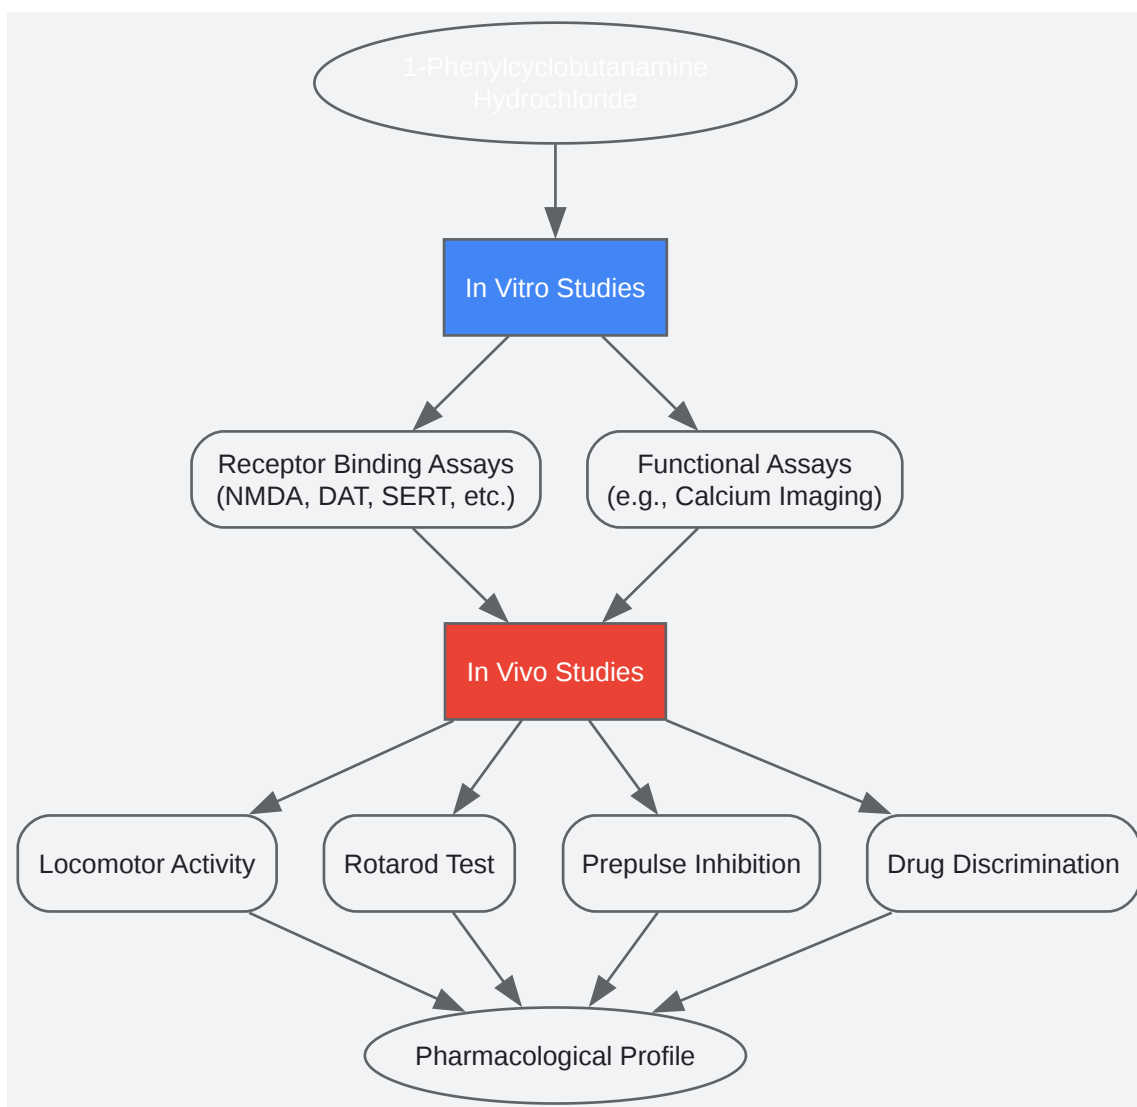 1-Phenylcyclobutanamine
Hydrochloride
In Vitro Studies
Receptor Binding Assays
(NMDA, DAT, SERT, etc.)
Functional Assays
(e.g., Calcium Imaging)
In Vivo Studies
Locomotor Activity
Rotarod Test
Prepulse Inhibition
Drug Discrimination
Pharmacological Profile